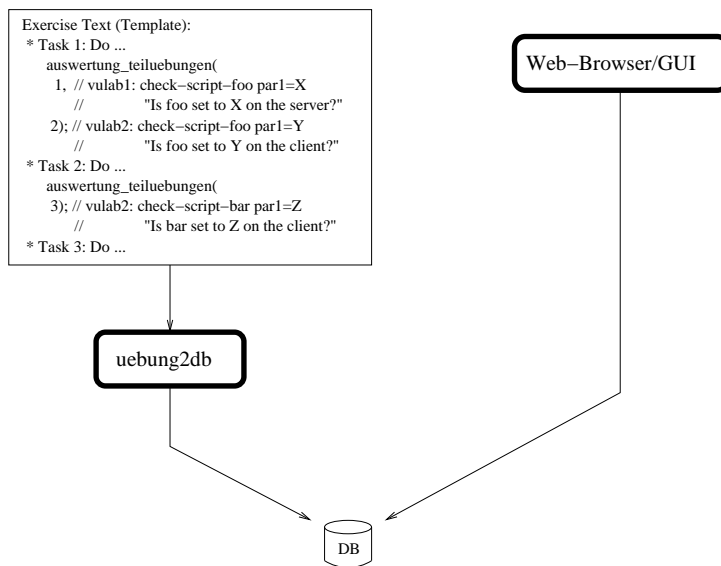 Exercise Text (Template):
* Task 1: Do ...
auswertung_teiluebungen(
1, // vulab1: check−script−foo par1=X
// "Is foo set to X on the server?"
2); // vulab2: check−script−foo par1=Y
// "Is foo set to Y on the client?"
* Task 2: Do ...
auswertung_teiluebungen(
3); // vulab2: check−script−bar par1=Z
// "Is bar set to Z on the client?"
* Task 3: Do ...
Web−Browser/GUI
uebung2db
DB